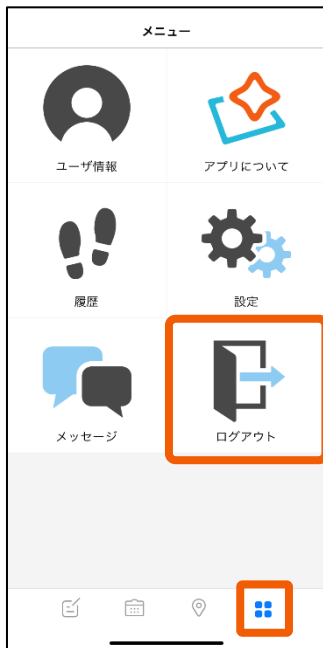 メニュー
ユーザ情報
アプリについて
履歴
設定
メッセージ
ログアウト